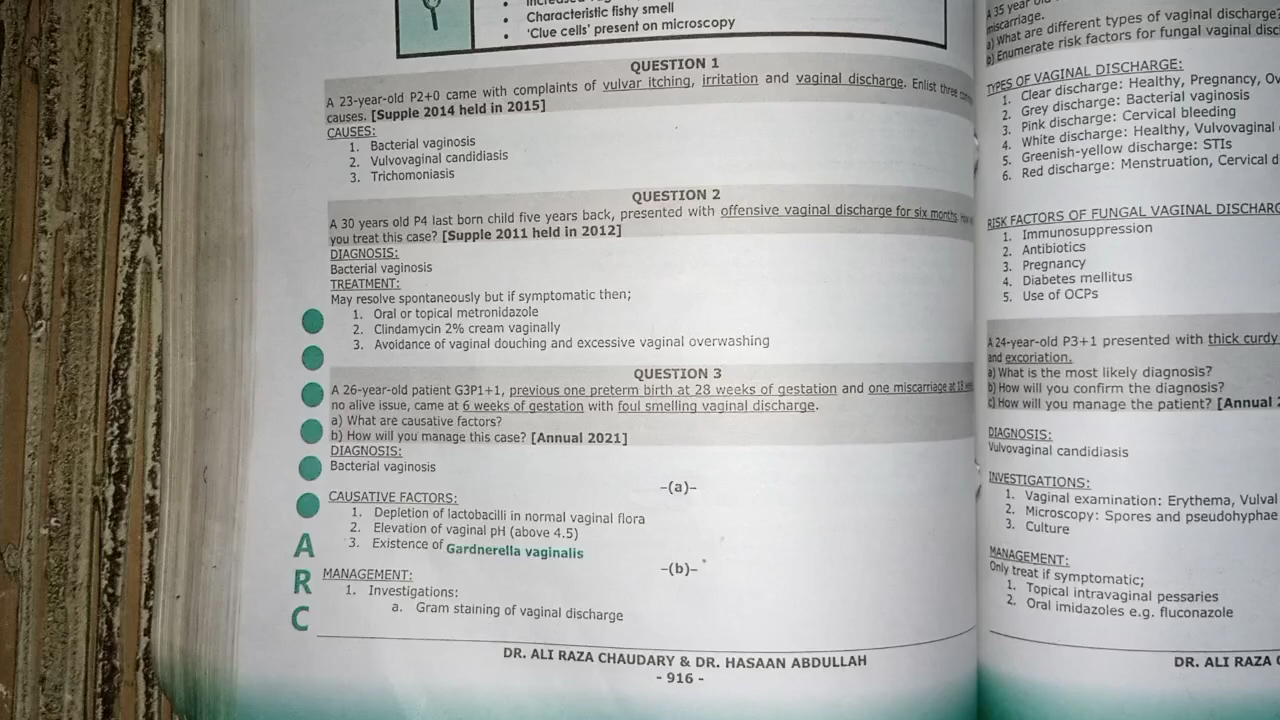 Characteristic fishy smell
'Clue cells' present on microscopy
QUESTION 1
A 23-year-old P2+0 came with complaints of vulvar itching, irritation and vaginal discharge. Enlist three
causes. [Supple 2014 held in 2015]
CAUSES:
1. Bacterial vaginosis
2. Vulvovaginal candidiasis
3. Trichomoniasis
QUESTION 2
A 30 years old P4 last born child five years back, presented with offensive vaginal discharge for six months.
you treat this case? [Supple 2011 held in 2012]
DIAGNOSIS:
Bacterial vaginosis
TREATMENT:
May resolve spontaneously but if symptomatic then;
1. Oral or topical metronidazole
2. Clindamycin 2% cream vaginally
3. Avoidance of vaginal douching and excessive vaginal overwashing
QUESTION 3
A 26-year-old patient G3P1+1, previous one preterm birth at 28 weeks of gestation and one miscarriage at 18
no alive issue, came at 6 weeks of gestation with foul smelling vaginal discharge.
a) What are causative factors?
b) How will you manage this case? [Annual 2021]
DIAGNOSIS:
Bacterial vaginosis
-(a)-
CAUSATIVE FACTORS:
1. Depletion of lactobacilli in normal vaginal flora
2. Elevation of vaginal pH (above 4.5)
3. Existence of Gardnerella vaginalis
-(b)-
MANAGEMENT:
1. Investigations:
a. Gram staining of vaginal discharge
A
R
C
DR. ALI RAZA CHAUDARY & DR. HASAAN ABDULLAH
- 916 -
A 35 year
miscarriage.
a) What are different types of vaginal discharge?
b) Enumerate risk factors for fungal vaginal
TYPES OF VAGINAL DISCHARGE:
1. Clear discharge: Healthy, Pregnancy,
2. Grey discharge: Bacterial vaginosis
3. Pink discharge: Cervical bleeding
4. White discharge: Healthy, Vulvovaginal
5. Greenish-yellow discharge: STIs
6. Red discharge: Menstruation, Cervical
RISK FACTORS OF FUNGAL VAGINAL
1. Immunosuppression
2. Antibiotics
3. Pregnancy
4. Diabetes mellitus
5. Use of OCPs
A 24-year-old P3+1 presented with thick curdy
and excoriation.
a) What is the most likely diagnosis?
b) How will you confirm the diagnosis?
c) How will you manage the patient? [Annual
DIAGNOSIS:
Vulvovaginal candidiasis
INVESTIGATIONS:
1. Vaginal examination: Erythema, Vulval
2. Microscopy: Spores and pseudohyphae
3. Culture
MANAGEMENT:
Only treat if symptomatic;
1. Topical intravaginal pessaries
2. Oral imidazoles e.g. fluconazole
DR. ALI RAZA